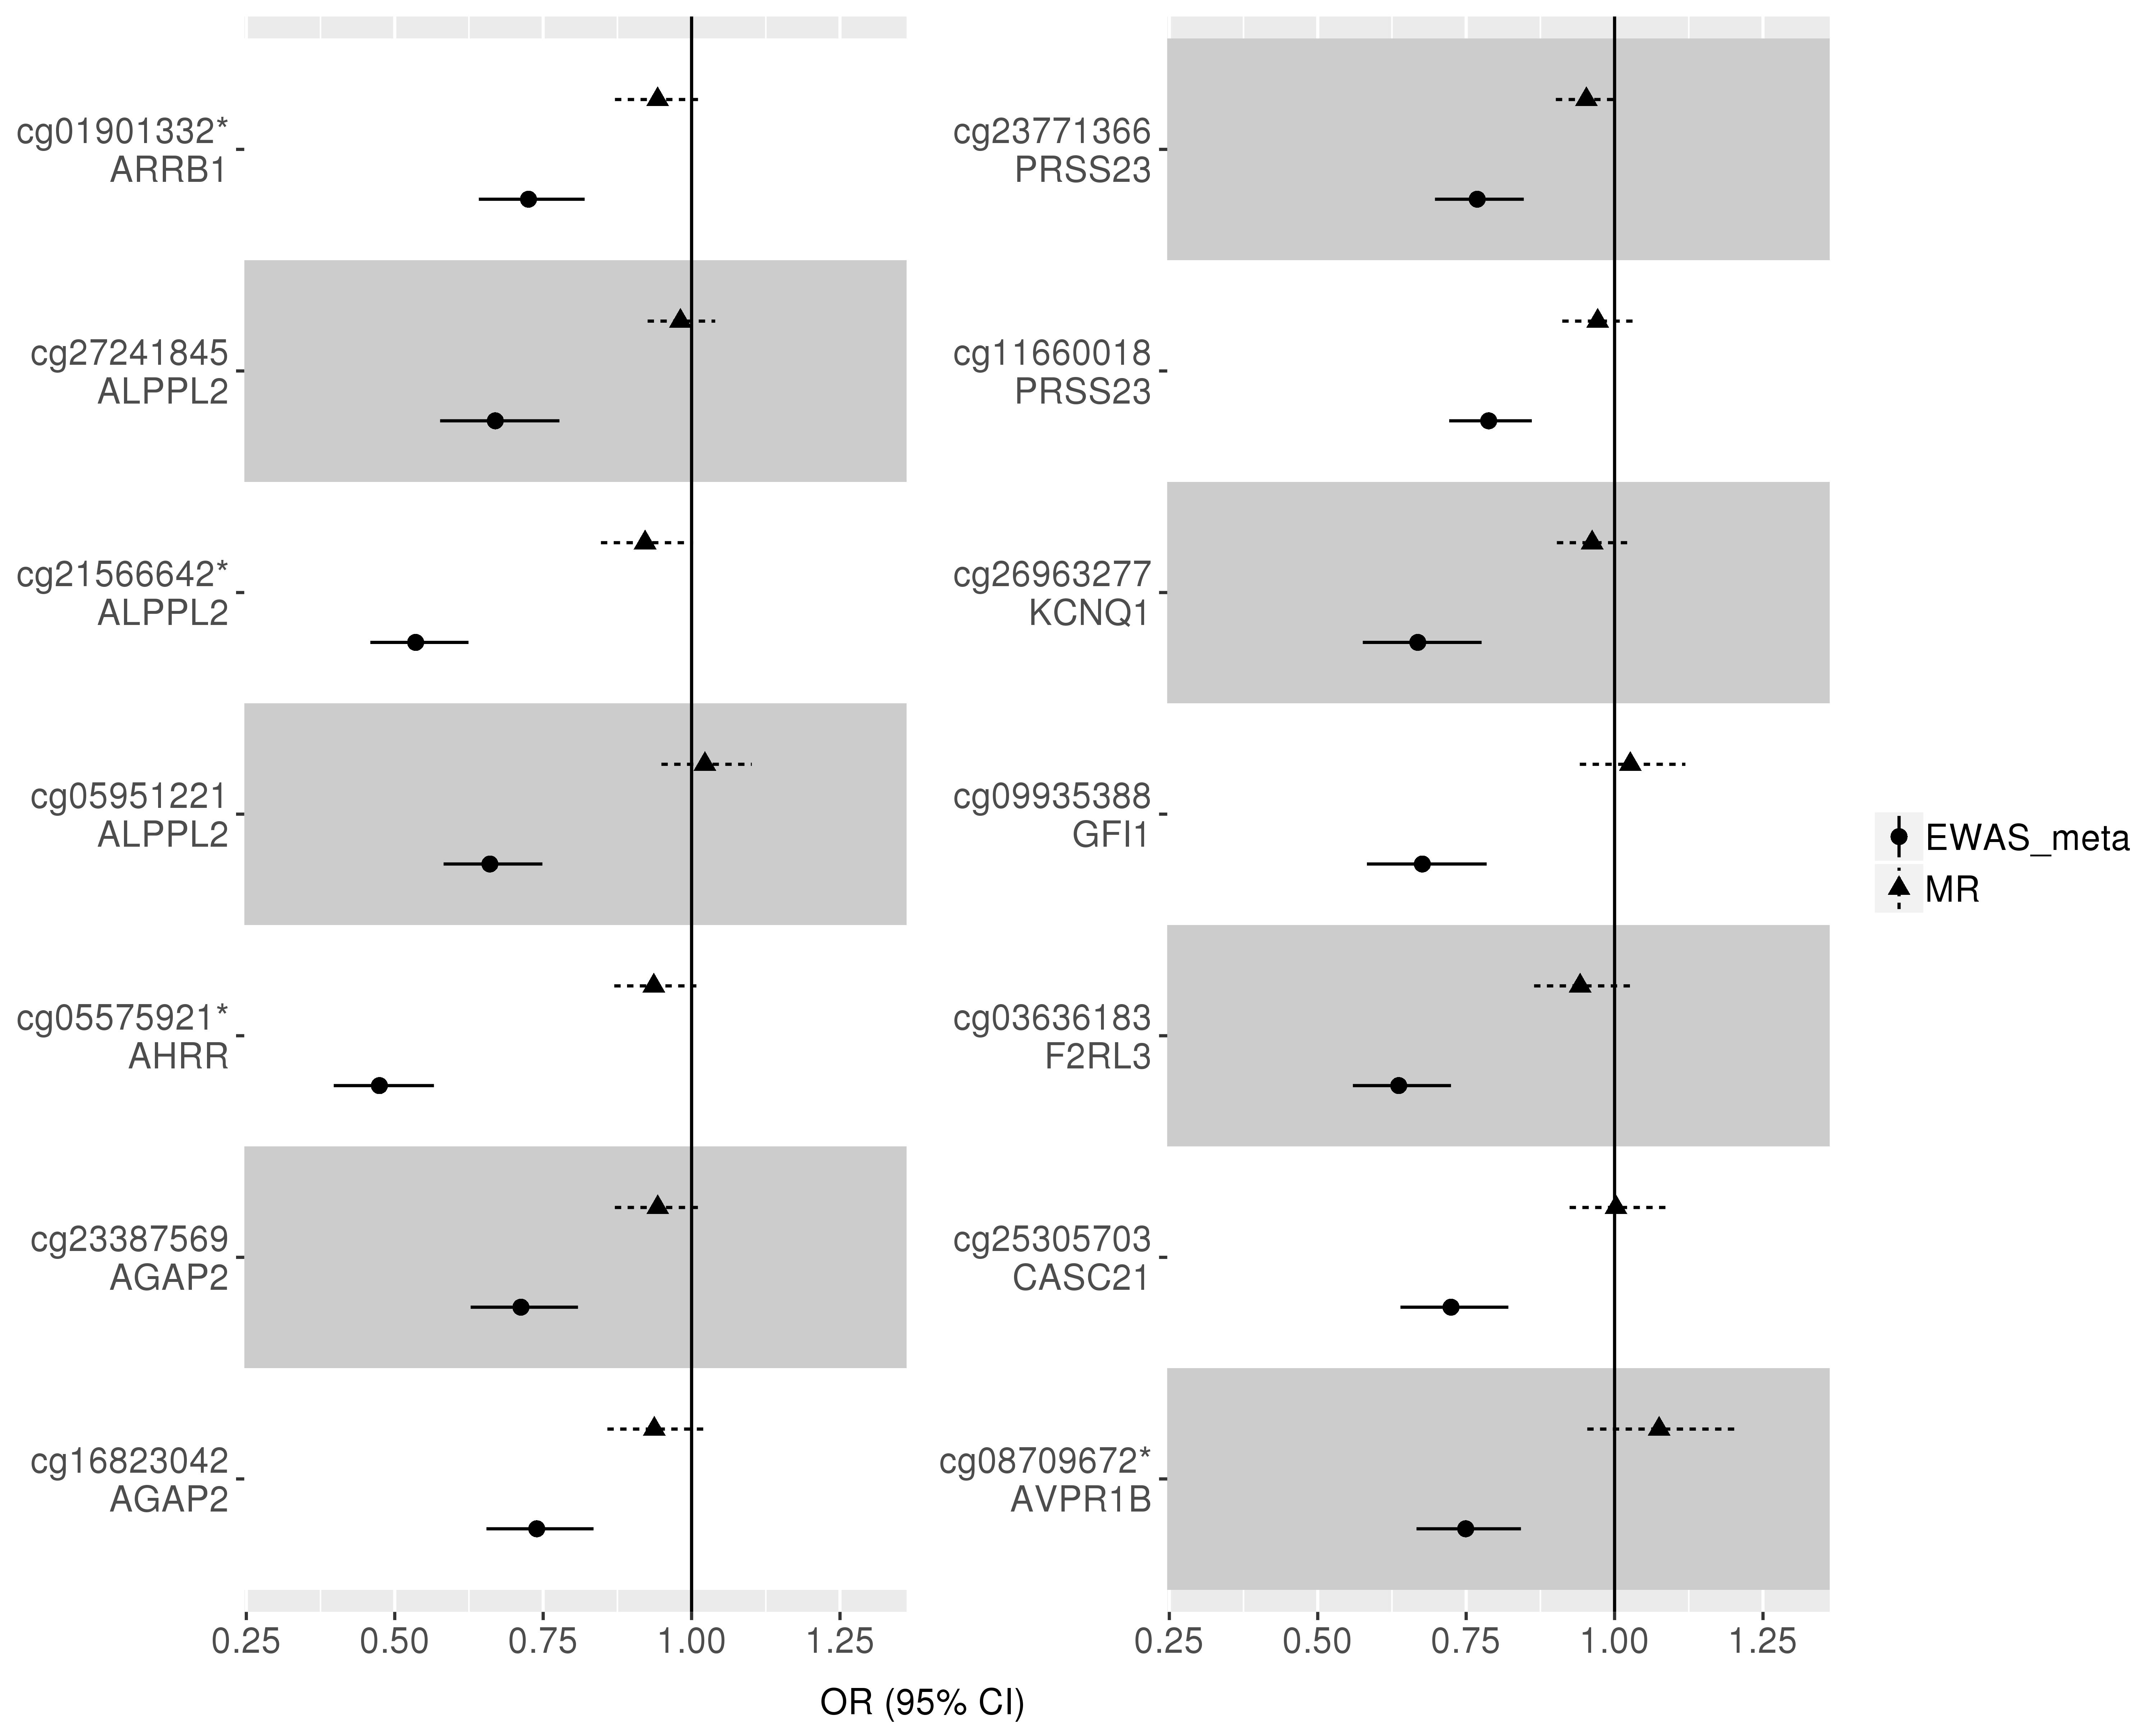 cg01901332*
ARRB1
cg27241845
ALPPL2
cg21566642*
ALPPL2
cg05951221
ALPPL2
cg05575921*
AHRR
cg23387569
AGAP2
cg16823042
AGAP2
0.25 0.50 0.75 1.00 1.25
cg23771366
PRSS23
cg11660018
PRSS23
cg26963277
KCNQ1
cg09935388
GFI1
cg03636183
F2RL3
cg25305703
CASC21
cg08709672*
AVPR1B
0.25 0.50 0.75 1.00 1.25
OR (95% CI)
EWAS_meta
MR